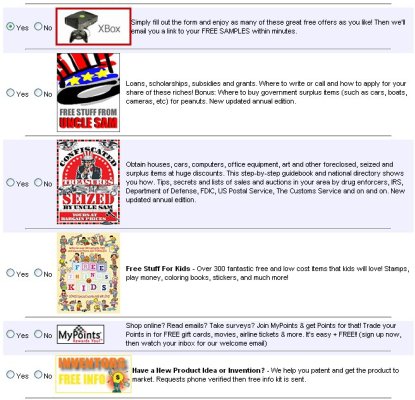 Yes No XBox Simply fill out the form and enjoy as many of these great free offers as you like! Then we'll
email you a link to your FREE SAMPLES within minutes.
FREE STUFF FROM
UNCLE SAM
Yes No Loans, scholarships, subsidies and grants. Where to write or call and how to apply for your
share of these riches! Bonus: Where to buy government surplus items (such as cars, boats,
cameras, etc) for peanuts. New updated annual edition.
CONFISCATED
TREASURES
SEIZED
BY UNCLE SAM
YOURS AT
BARGAIN PRICES
Yes No Obtain houses, cars, computers, office equipment, art and other foreclosed, seized and
surplus items at huge discounts. This step-by-step guidebook and national directory shows
you how. Tips, secrets and lists of sales and auctions in your area by drug enforcers, IRS,
Department of Defense, FDIC, US Postal Service, The Customs Service and on and on. New
updated annual edition.
FREE
THINGS
KIDS
Yes No Free Stuff For Kids - Over 300 fantastic free and low cost items that kids will love! Stamps,
play money, coloring books, stickers, and much more!
Yes No MyPoints Shop online? Read emails? Take surveys? Join MyPoints & get Points for that! Trade your
Rewards You! Points in for FREE gift cards, movies, airline tickets & more. It's easy + FREE!! (sign up now,
then watch your inbox for our welcome email)
INVENTORS
FREE INFO
Yes No Have a New Product Idea or Invention? - We help you patent and get the product to
market. Requests phone verified then free info kit is sent.